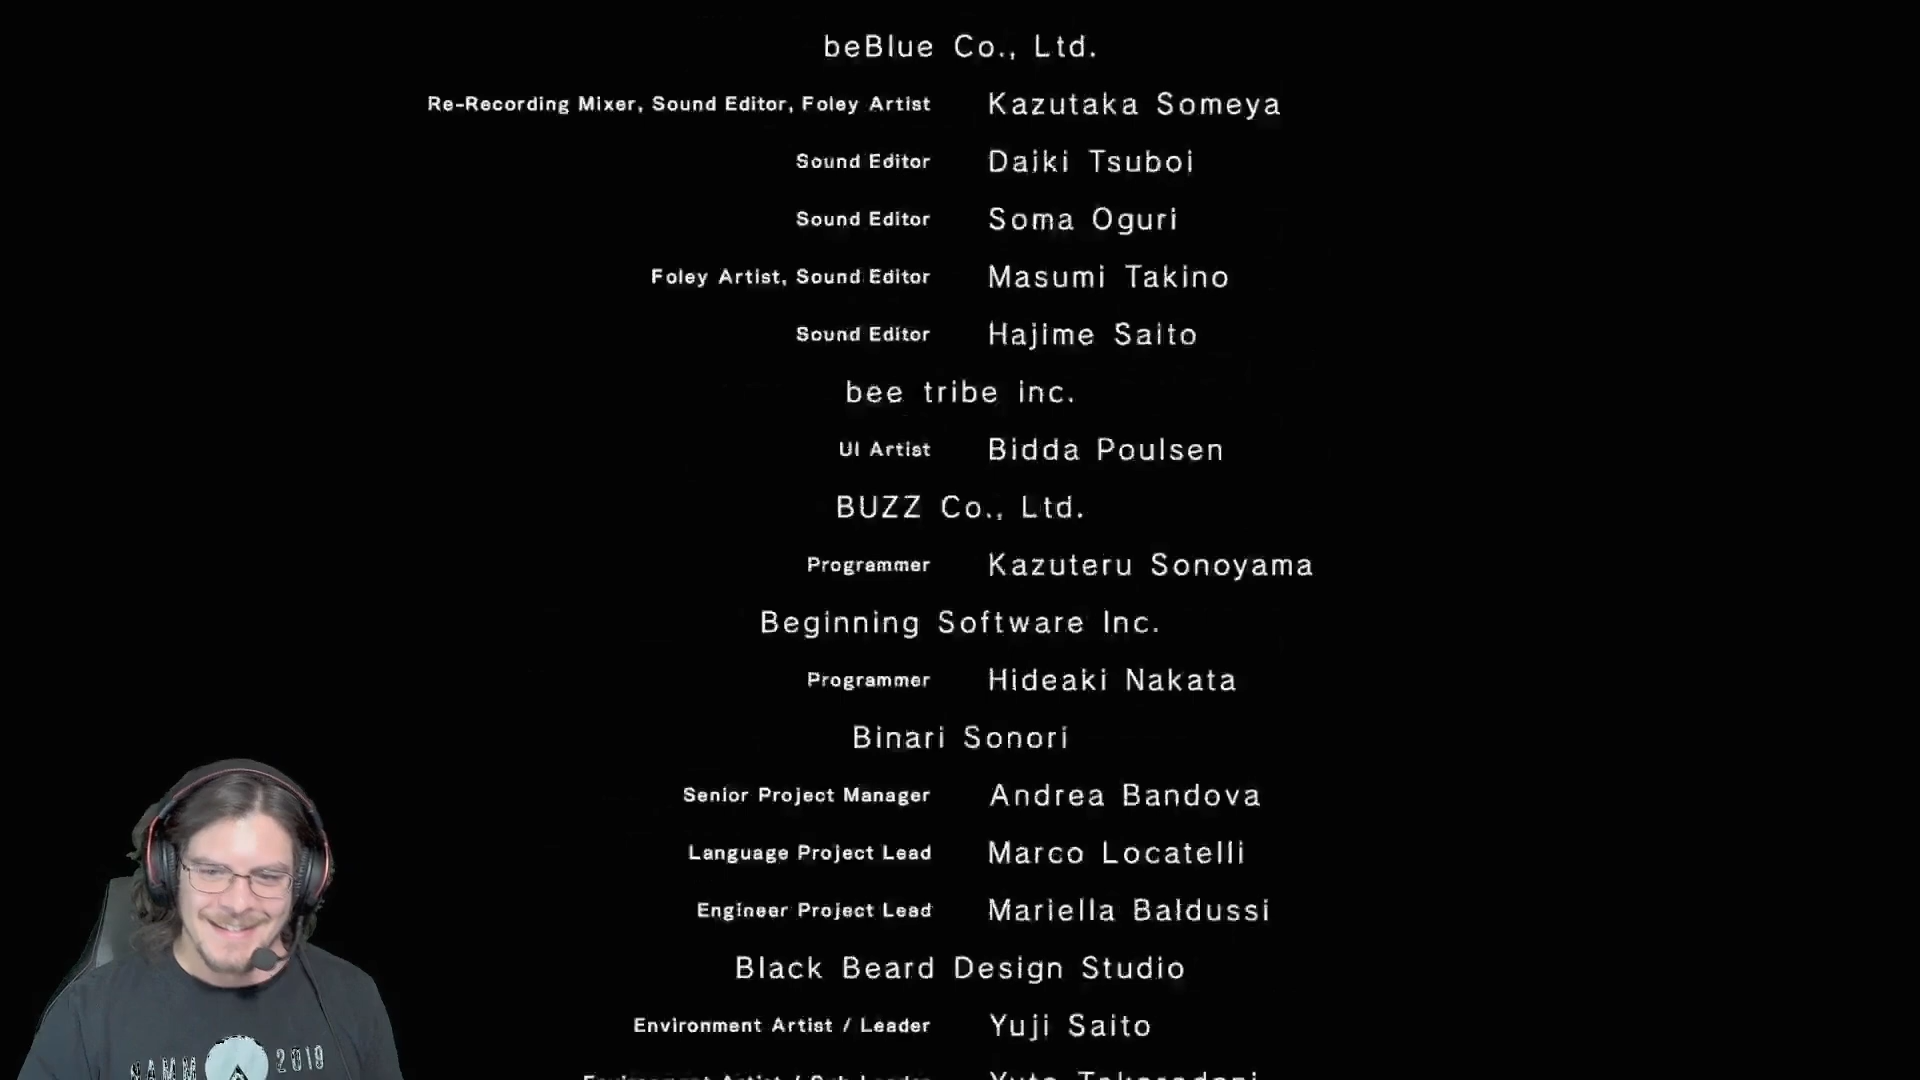 beBlue Co., Ltd.
Re-Recording Mixer, Sound Editor, Foley Artist Kazutaka Someya
Sound Editor Daiki Tsuboi
Sound Editor Soma Oguri
Foley Artist, Sound Editor Masumi Takino
Sound Editor Hajime Saito
bee tribe inc.
UI Artist Bidda Poulsen
BUZZ Co., Ltd.
Programmer Kazuteru Sonoyama
Beginning Software Inc.
Programmer Hideaki Nakata
Binari Sonori
Senior Project Manager Andrea Bandova
Language Project Lead Marco Locatelli
Engineer Project Lead Mariella Baldussi
Black Beard Design Studio
Environment Artist / Leader Yuji Saito
NAMM 2019